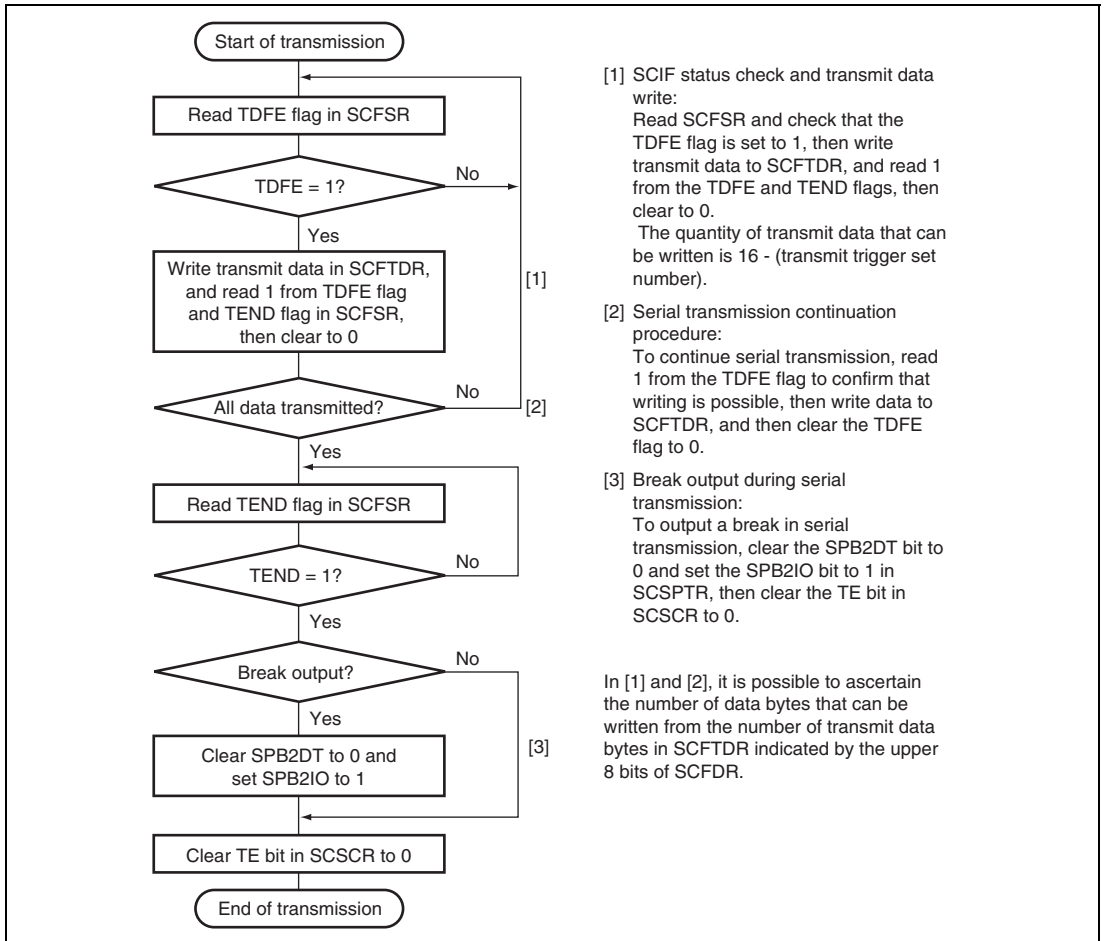 Start of transmission
Read TDFE flag in SCFSR
TDFE = 1?
No
Yes
Write transmit data in SCFTDR,
and read 1 from TDFE flag
and TEND flag in SCFSR,
then clear to 0
[1]
All data transmitted?
No
[2]
Yes
Read TEND flag in SCFSR
TEND = 1?
No
Yes
Break output?
No
Yes
Clear SPB2DT to 0 and
set SPB2IO to 1
[3]
Clear TE bit in SCSCR to 0
End of transmission
[1] SCIF status check and transmit data
write:
Read SCFSR and check that the
TDFE flag is set to 1, then write
transmit data to SCFTDR, and read 1
from the TDFE and TEND flags, then
clear to 0.
The quantity of transmit data that can
be written is 16 - (transmit trigger set
number).
[2] Serial transmission continuation
procedure:
To continue serial transmission, read
1 from the TDFE flag to confirm that
writing is possible, then write data to
SCFTDR, and then clear the TDFE
flag to 0.
[3] Break output during serial
transmission:
To output a break in serial
transmission, clear the SPB2DT bit to
0 and set the SPB2IO bit to 1 in
SCSPTR, then clear the TE bit in
SCSCR to 0.
In [1] and [2], it is possible to ascertain
the number of data bytes that can be
written from the number of transmit data
bytes in SCFTDR indicated by the upper
8 bits of SCFDR.